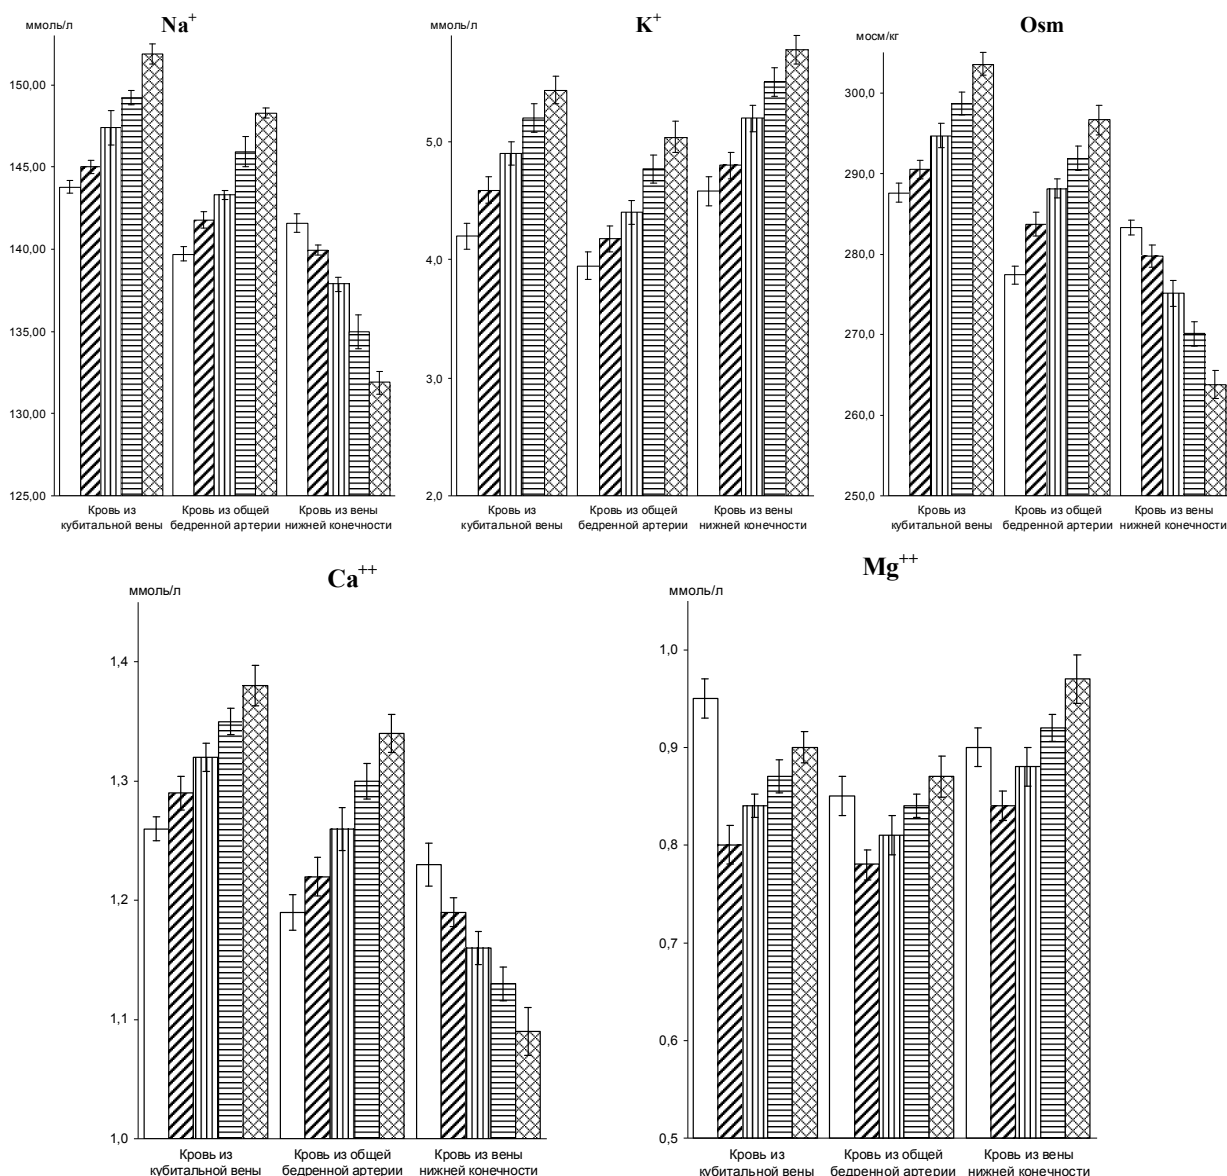 Na+
ммоль/л
150,00
145,00
140,00
135,00
130,00
125,00
Кровь из
кубитальной вены
Кровь из общей
бедренной артерии
Кровь из вены
нижней конечности
K+
ммоль/л
5,0
4,0
3,0
2,0
Кровь из
кубитальной вены
Кровь из общей
бедренной артерии
Кровь из вены
нижней конечности
Osm
мосм/кг
300,0
290,0
280,0
270,0
260,0
250,0
Кровь из
кубитальной вены
Кровь из общей
бедренной артерии
Кровь из вены
нижней конечности
Ca++
ммоль/л
1,4
1,3
1,2
1,1
1,0
Кровь из
кубитальной вены
Кровь из общей
бедренной артерии
Кровь из вены
нижней конечности
Mg++
ммоль/л
1,0
0,9
0,8
0,7
0,6
0,5
Кровь из
кубитальной вены
Кровь из общей
бедренной артерии
Кровь из вены
нижней конечности